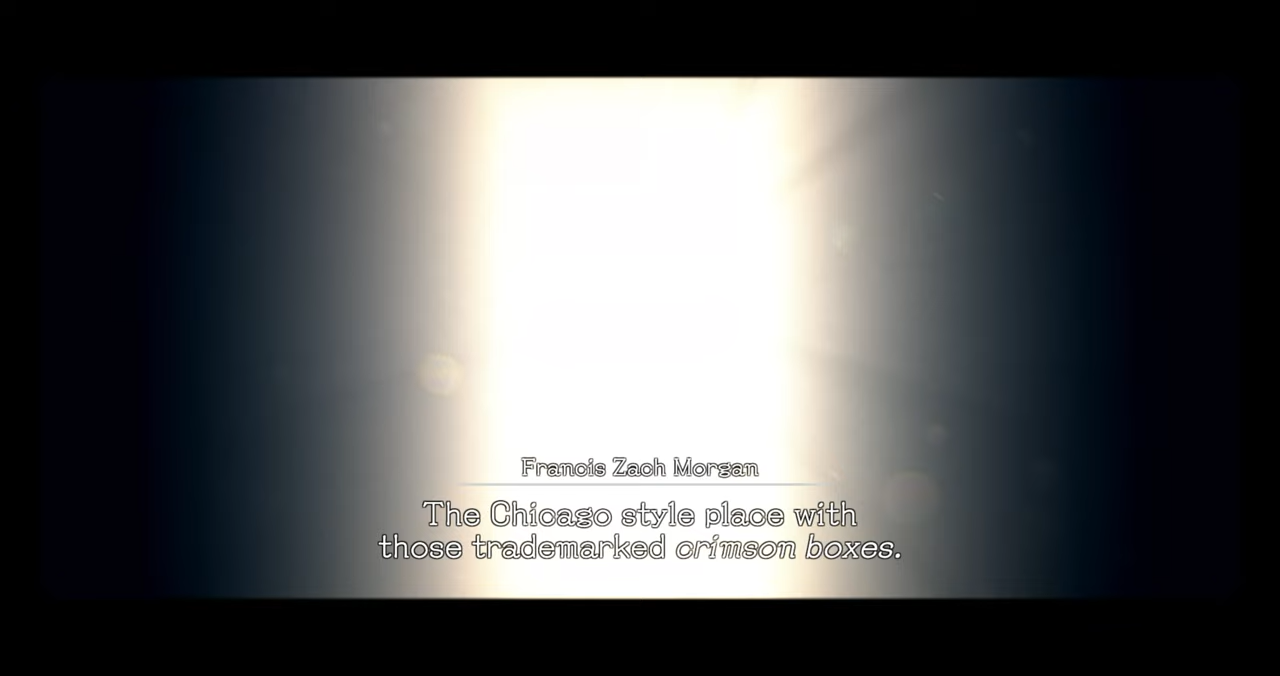 Francis Zach Morgan
The Chicago style place with
those trademarked crimson boxes.